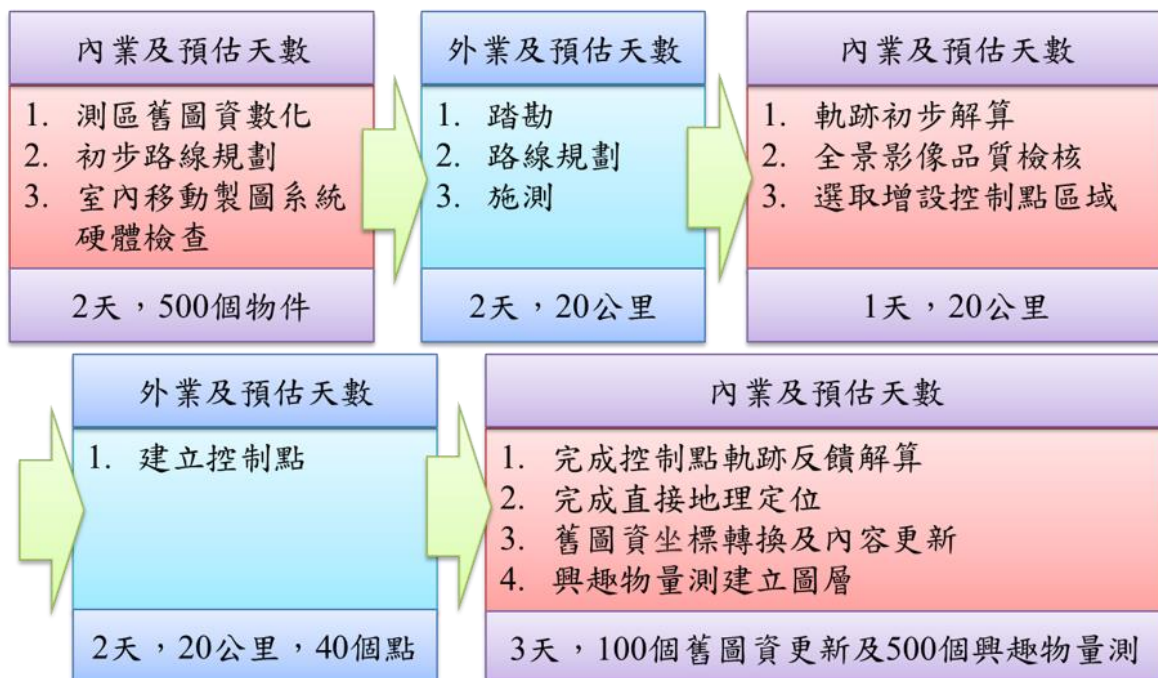 內業及預估天數
1. 測區舊圖資數化
2. 初步路線規劃
3. 室內移動製圖系統
硬體檢查
2天，500個物件
外業及預估天數
1. 踏勘
2. 路線規劃
3. 施測
2天，20公里
內業及預估天數
1. 軌跡初步解算
2. 全景影像品質檢核
3. 選取增設控制點區域
1天，20公里
外業及預估天數
1. 建立控制點
2天，20公里，40個點
內業及預估天數
1. 完成控制點軌跡反饋解算
2. 完成直接地理定位
3. 舊圖資坐標轉換及內容更新
4. 興趣物量測建立圖層
3天，100個舊圖資更新及500個興趣物量測